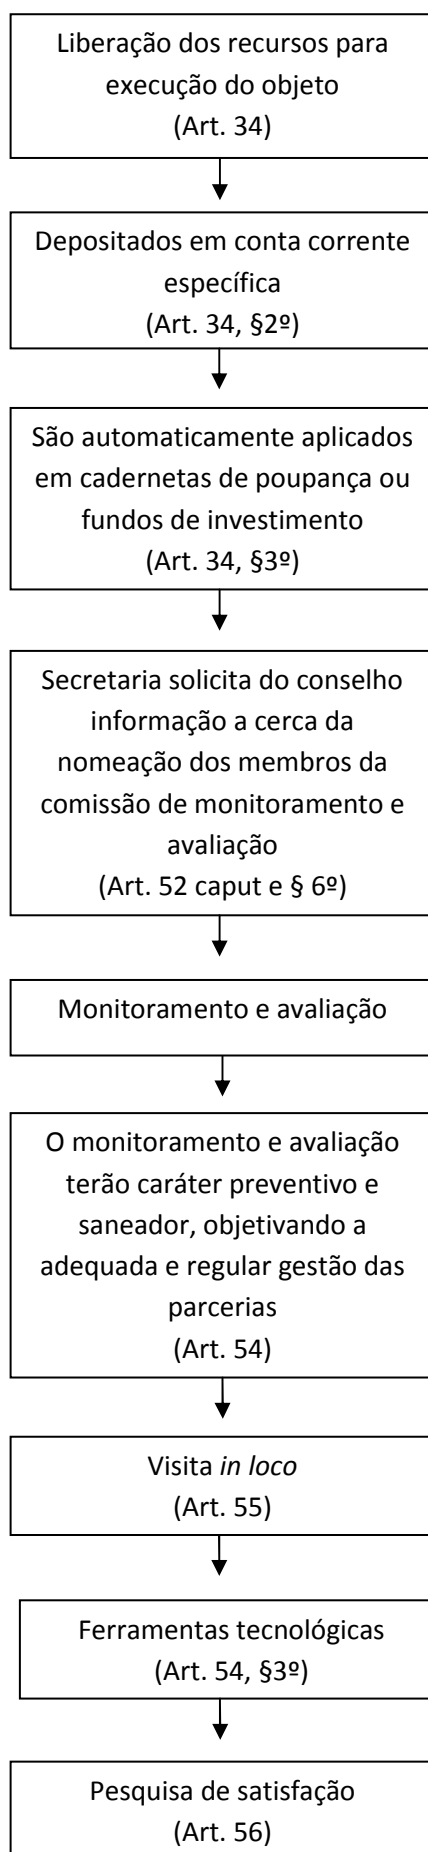 Liberação dos recursos para
execução do objeto
(Art. 34)
Depositados em conta corrente
específica
(Art. 34, §2º)
São automaticamente aplicados
em cadernetas de poupança ou
fundos de investimento
(Art. 34, §3º)
Secretaria solicita do conselho
informação a cerca da
nomeação dos membros da
comissão de monitoramento e
avaliação
(Art. 52 caput e § 6º)
Monitoramento e avaliação
O monitoramento e avaliação
terão caráter preventivo e
saneador, objetivando a
adequada e regular gestão das
parcerias
(Art. 54)
Visita in loco
(Art. 55)
Ferramentas tecnológicas
(Art. 54, §3º)
Pesquisa de satisfação
(Art. 56)